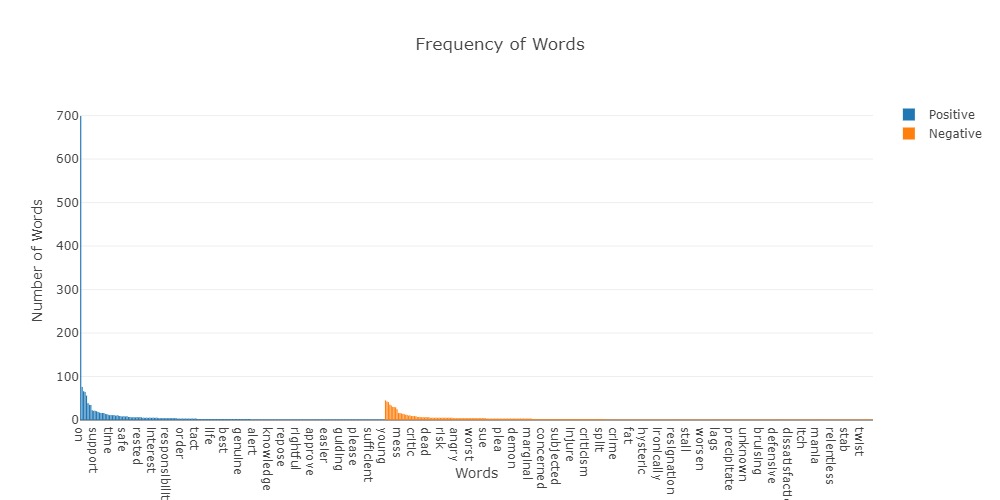 Frequency of Words
Positive
Negative
Number of Words
700
600
500
400
300
200
100
0
on
support
time
safe
rested
interest
responsibilit
order
tact
life
best
genuine
alert
knowledge
repose
rightful
approve
easier
guiding
please
sufficient
young
mess
critic
dead
risk
angry
worst
sue
plea
demon
marginal
concerned
subjected
injure
criticism
split
crime
fat
hysteric
ironically
resignation
stall
worsen
lags
precipitate
unknown
bruising
defensive
dissatisfacti
itch
mania
relentless
stab
twist
Words